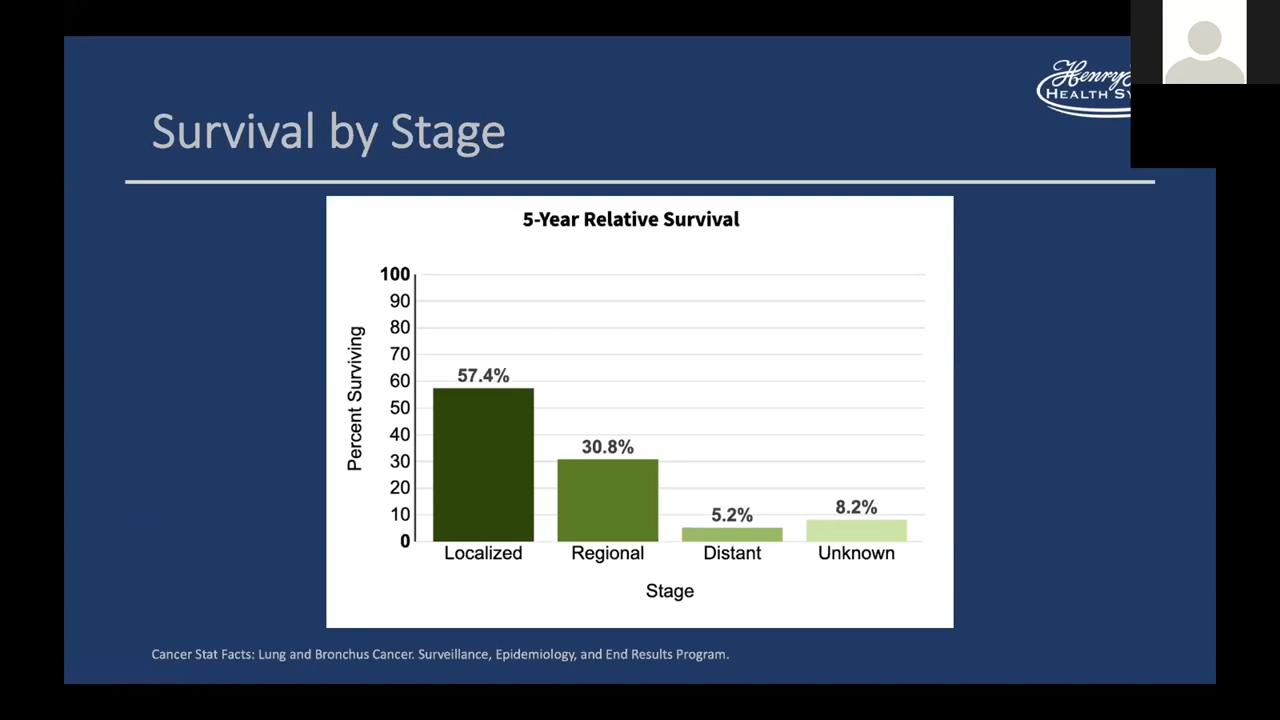 Henry
HEALTH
Survival by Stage
5-Year Relative Survival
100
90
80
70
60
50
40
30
20
10
0
Percent Surviving
57.4%
30.8%
5.2%
8.2%
Localized Regional Distant Unknown
Stage
Cancer Stat Facts: Lung and Bronchus Cancer. Surveillance, Epidemiology, and End Results Program.